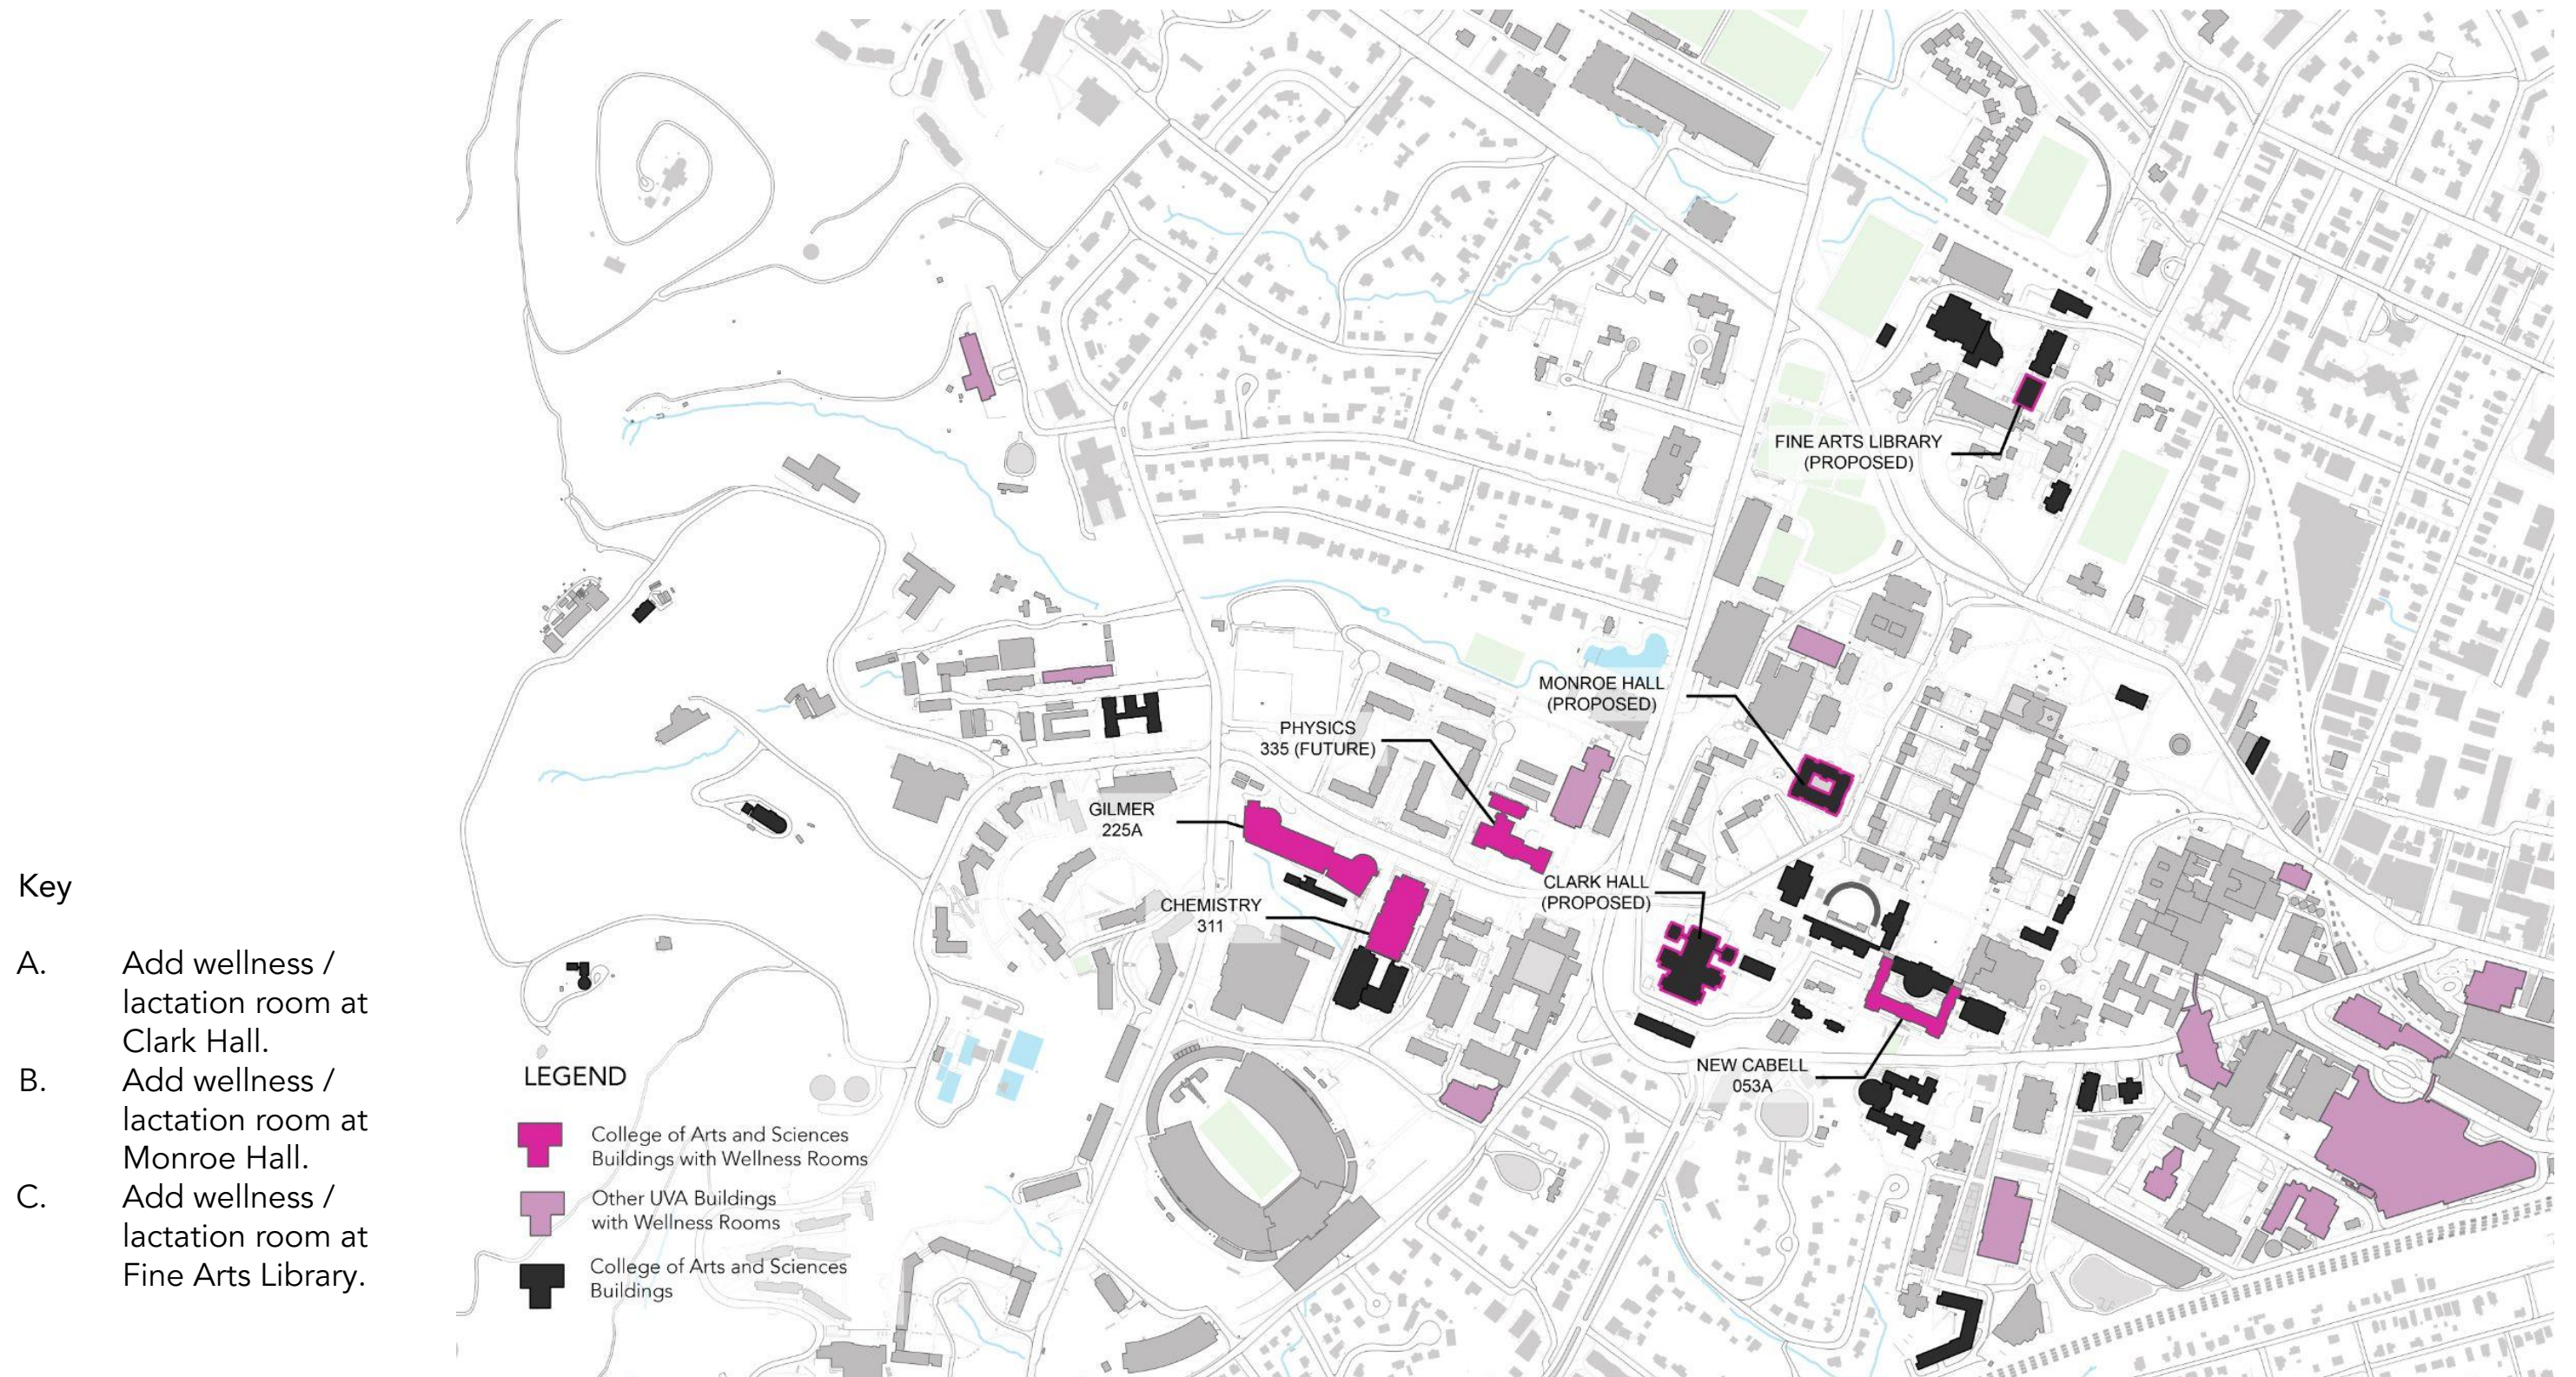 Key
A. Add wellness /
lactation room at
Clark Hall.
B. Add wellness /
lactation room at
Monroe Hall.
C. Add wellness /
lactation room at
Fine Arts Library.
FINE ARTS LIBRARY
(PROPOSED)
MONROE HALL
(PROPOSED)
PHYSICS
335 (FUTURE)
GILMER
225A
CLARK HALL
(PROPOSED)
CHEMISTRY
311
NEW CABELL
053A
LEGEND
College of Arts and Sciences
Buildings with Wellness Rooms
Other UVA Buildings
with Wellness Rooms
College of Arts and Sciences
Buildings